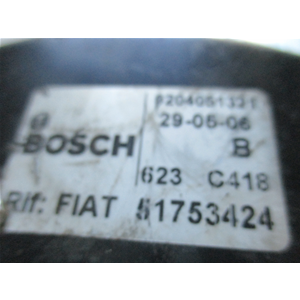 0204051321
29-05-06
BOSCH B
623 C418
Rif: FIAT 51753424